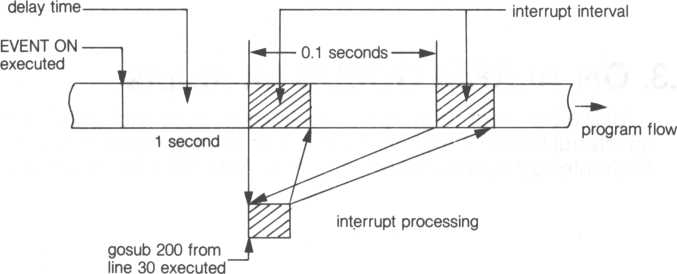 delay time
interrupt interval
EVENT ON
executed
0.1 seconds
program flow
1 second
interrupt processing
gosub 200 from
line 30 executed